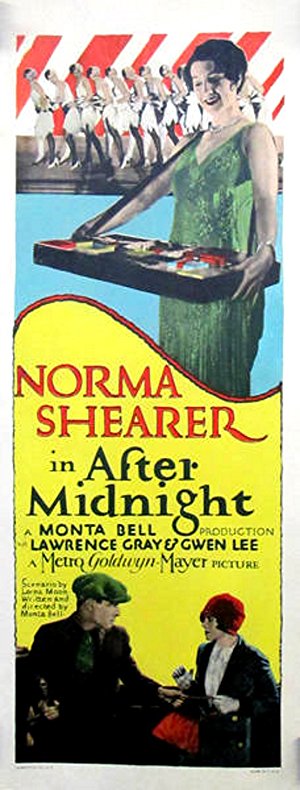 NORMA
SHEARER
in After
Midnight
A MONTA BELL PRODUCTION
with LAWRENCE GRAY & GWEN LEE
A Metro Goldwyn-Mayer PICTURE
Scenario by
Lorna Moon
Written and
directed by
Monta Bell-